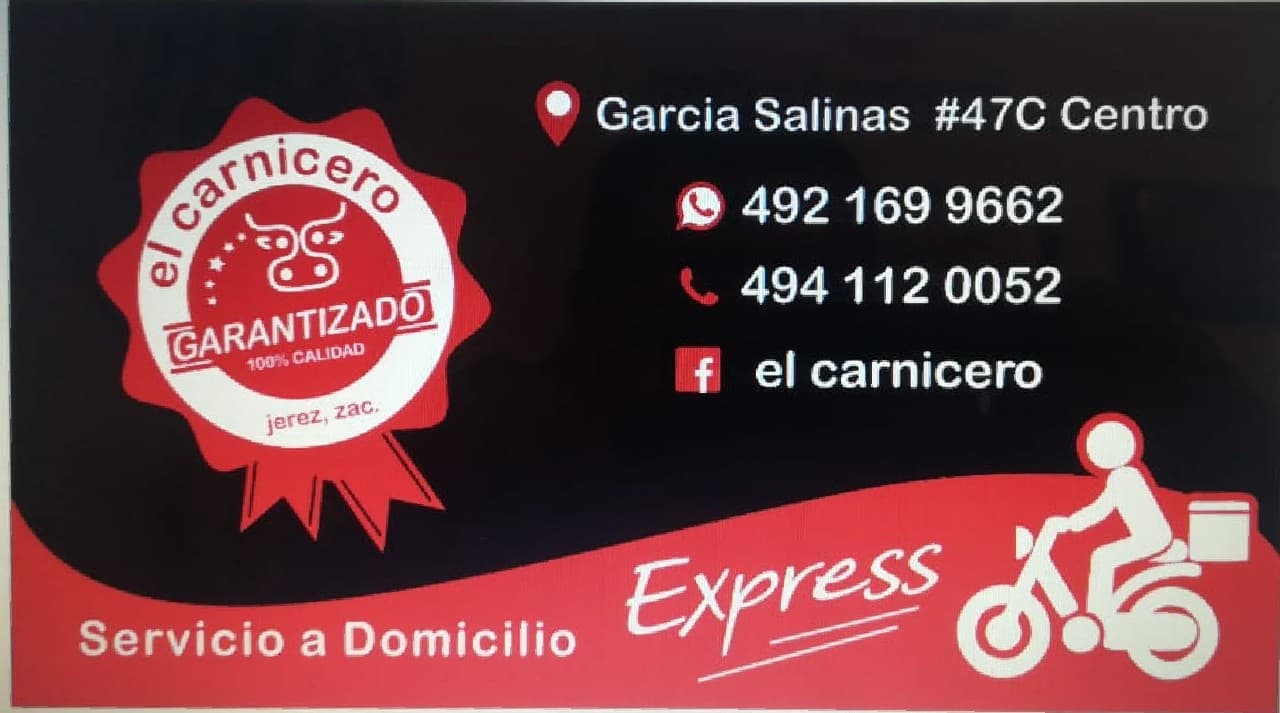 el carnicero
GARANTIZADO
100% CALIDAD
jerez, zac.
Garcia Salinas #47C Centro
492 169 9662
494 112 0052
el carnicero
Servicio a Domicilio
Express